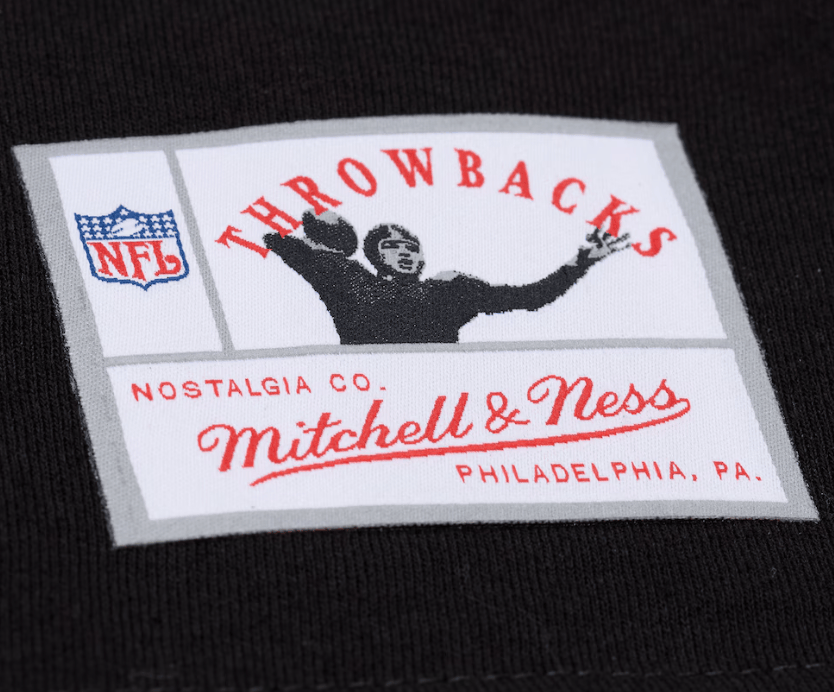 THROWBACKS
NFL
NOSTALGIA CO.
Mitchell & Ness
PHILADELPHIA, PA.